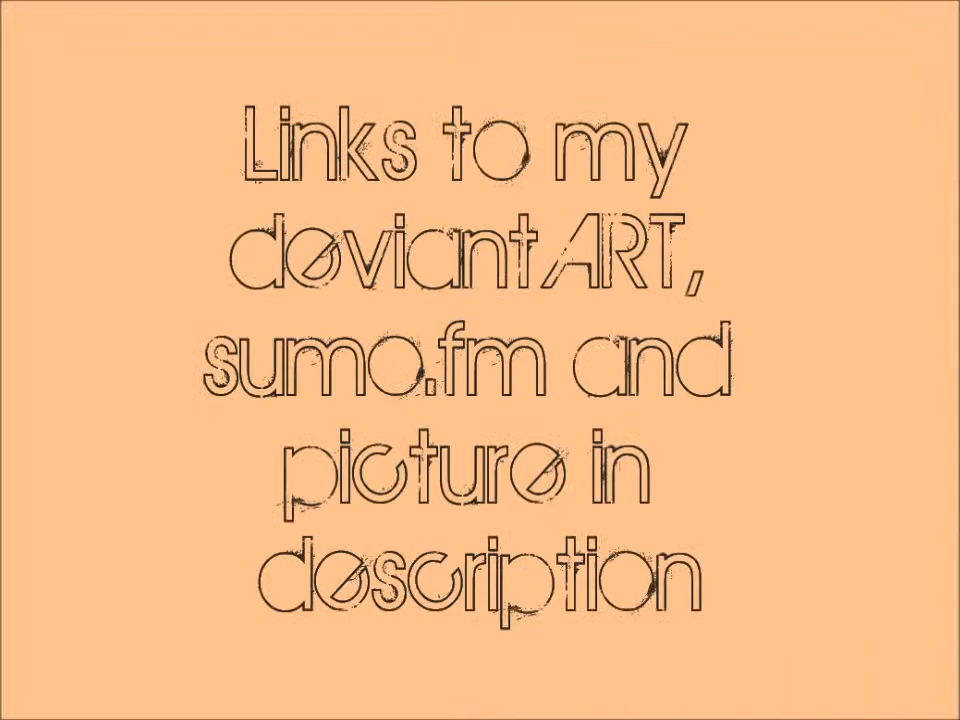 Links to my
deviantART,
sumo.fm and
picture in
description